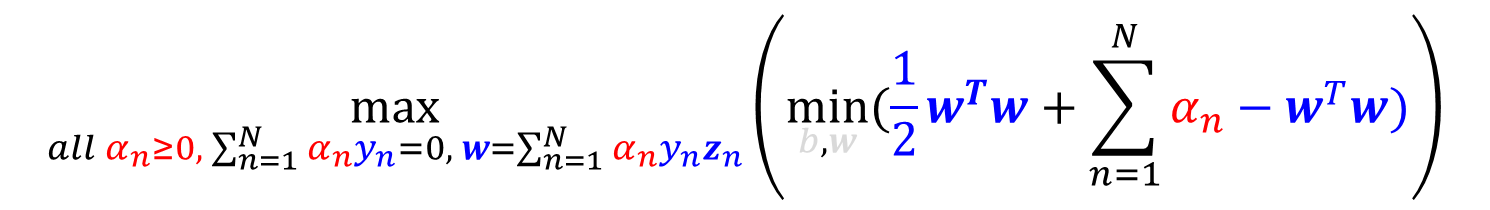 max all αₙ≥0, ∑ₙ₌₁ᴺ αₙyₙ=0, w=∑ₙ₌₁ᴺ αₙyₙzₙ ( min b,w (1/2 wᵀw + ∑ₙ₌₁ᴺ αₙ − wᵀw) )